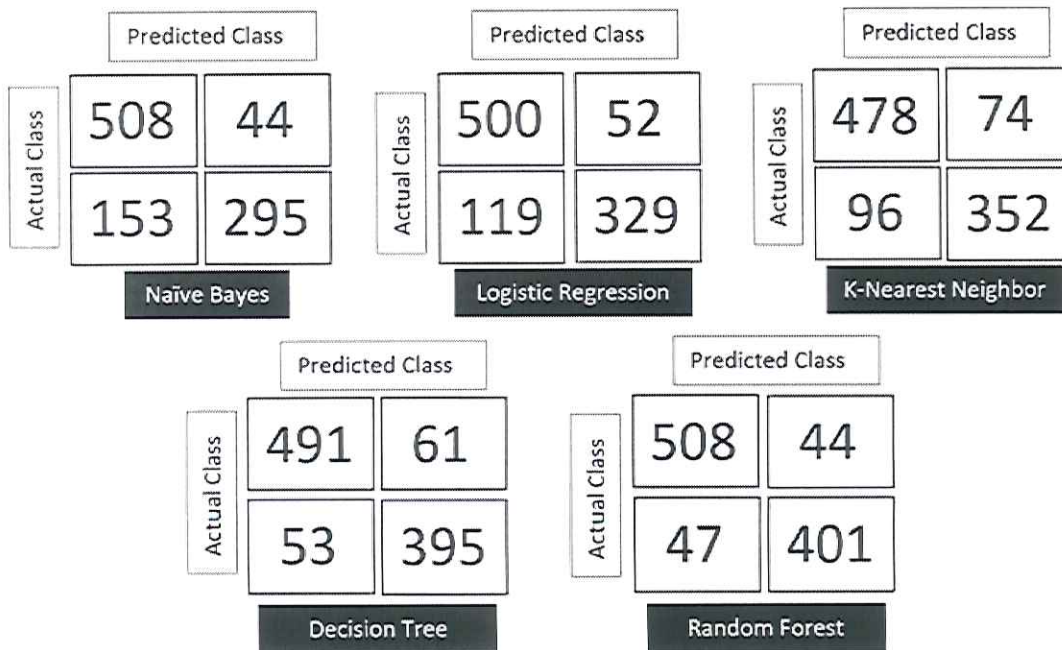 Predicted Class
Predicted Class
Predicted Class
Actual Class
508 44
153 295
Actual Class
500 52
119 329
Actual Class
478 74
96 352
Naïve Bayes
Logistic Regression
K-Nearest Neighbor
Predicted Class
Predicted Class
Actual Class
491 61
53 395
Actual Class
508 44
47 401
Decision Tree
Random Forest